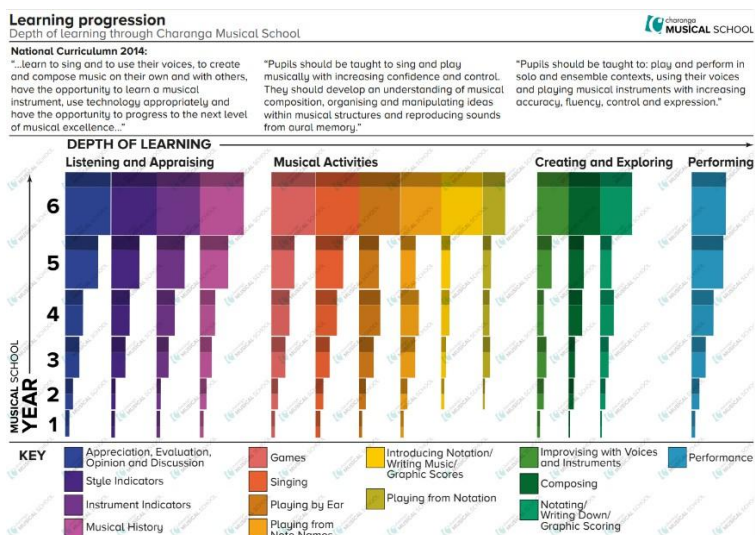 Learning progression
Depth of learning through Charanga Musical School
charanga
MUSICAL SCHOOL
National Curriculumn 2014:
"...learn to sing and to use their voices, to create
and compose music on their own and with others,
have the opportunity to learn a musical
instrument, use technology appropriately and
have the opportunity to progress to the next level
of musical excellence..."
"Pupils should be taught to sing and play
musically with increasing confidence and control.
They should develop an understanding of musical
composition, organising and manipulating ideas
within musical structures and reproducing sounds
from aural memory."
"Pupils should be taught to: play and perform in
solo and ensemble contexts, using their voices
and playing musical instruments with increasing
accuracy, fluency, control and expression."
DEPTH OF LEARNING
Listening and Appraising
Musical Activities
Creating and Exploring
Performing
MUSICAL SCHOOL
YEAR
6
5
4
3
2
1
KEY
Appreciation, Evaluation,
Opinion and Discussion
Style Indicators
Instrument Indicators
Musical History
Games
Singing
Playing by Ear
Playing from
Note Names
Introducing Notation/
Writing Music/
Graphic Scores
Playing from Notation
Improvising with Voices
and Instruments
Composing
Notating/
Writing Down/
Graphic Scoring
Performance